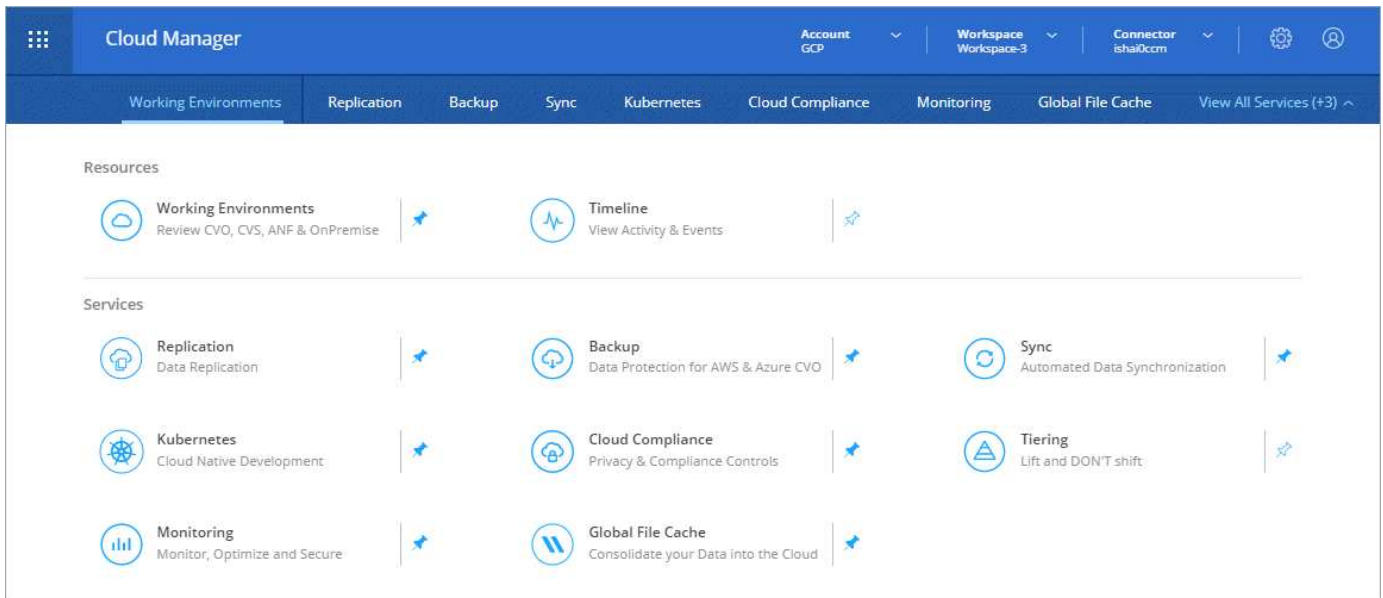 Cloud Manager
Account
GCP
Workspace
Workspace-3
Connector
ishai0ccm
Working Environments
Replication
Backup
Sync
Kubernetes
Cloud Compliance
Monitoring
Global File Cache
View All Services (+3)
Resources
Working Environments
Review CVO, CVS, ANF & OnPremise
Timeline
View Activity & Events
Services
Replication
Data Replication
Backup
Data Protection for AWS & Azure CVO
Sync
Automated Data Synchronization
Kubernetes
Cloud Native Development
Cloud Compliance
Privacy & Compliance Controls
Tiering
Lift and DON'T shift
Monitoring
Monitor, Optimize and Secure
Global File Cache
Consolidate your Data into the Cloud